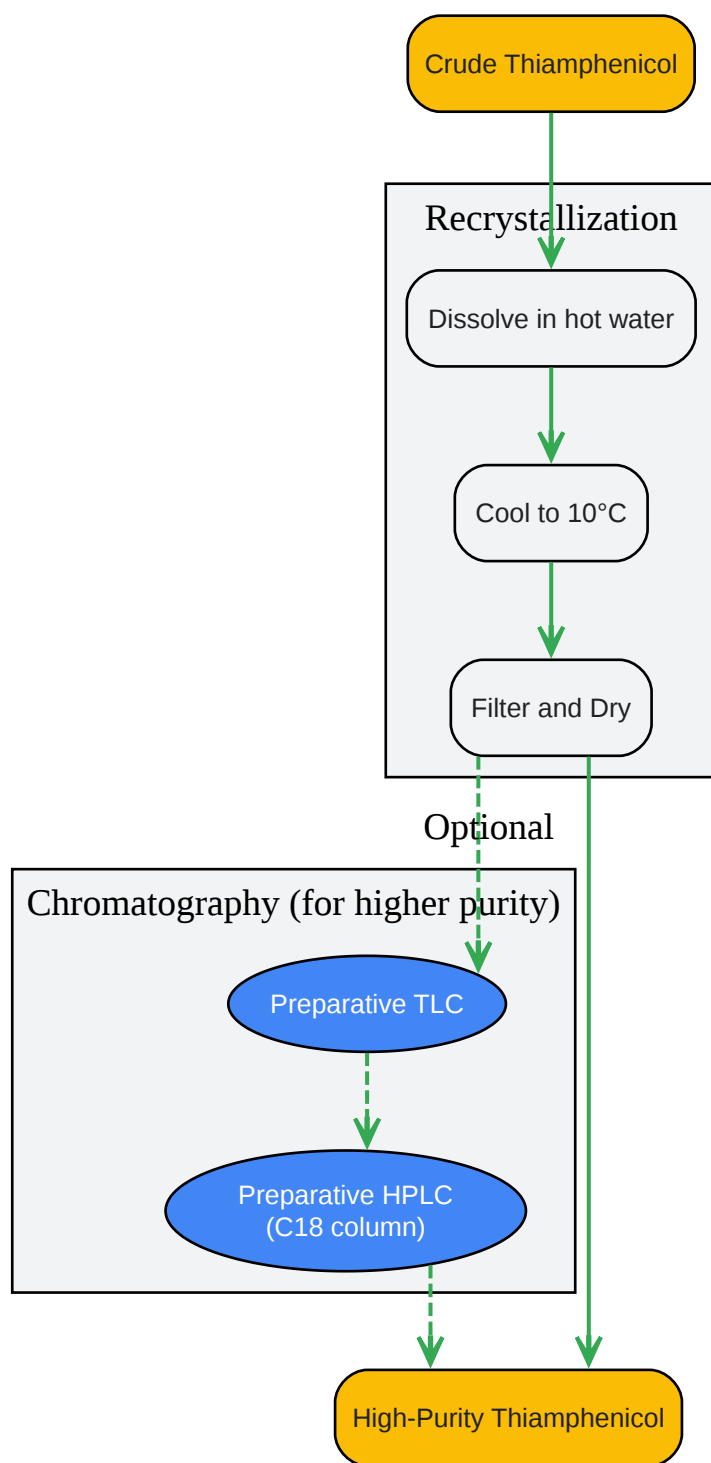 Crude Thiamphenicol
Recrystallization
Dissolve in hot water
Cool to 10°C
Filter and Dry
Optional
Chromatography (for higher purity)
Preparative TLC
Preparative HPLC
(C18 column)
High-Purity Thiamphenicol